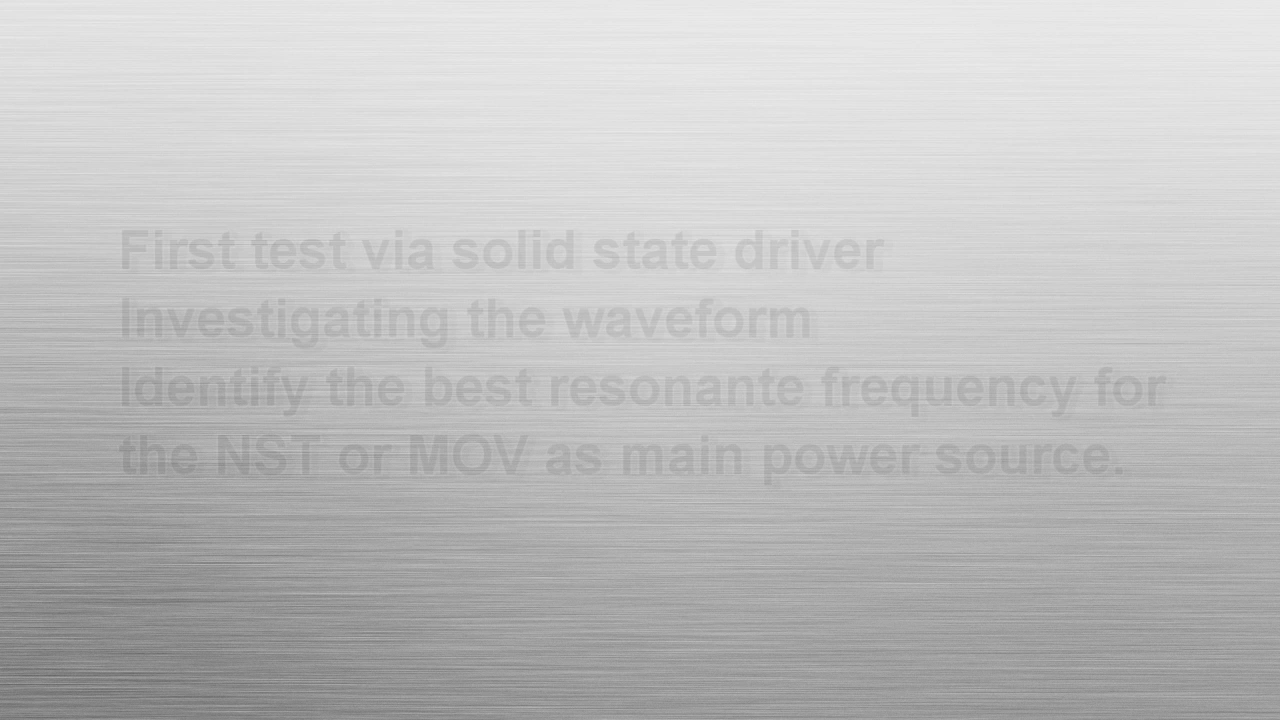 First test via solid state driver
Investigating the waveform
Identify the best resonante frequency for
the NST or MOV as main power source.